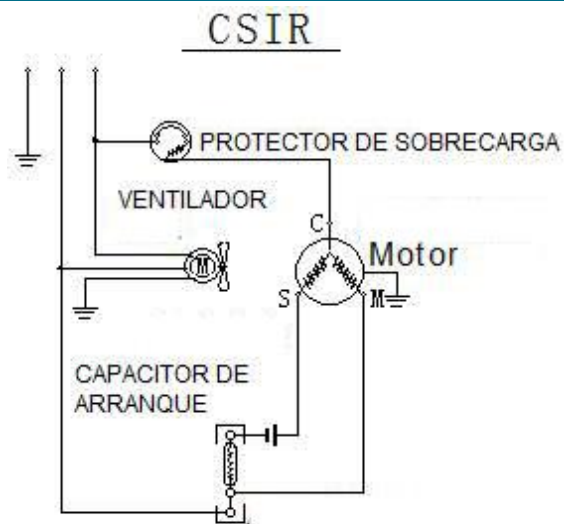 CSIR
PROTECTOR DE SOBRECARGA
VENTILADOR
C
Motor
M
S
M
CAPACITOR DE
ARRANQUE